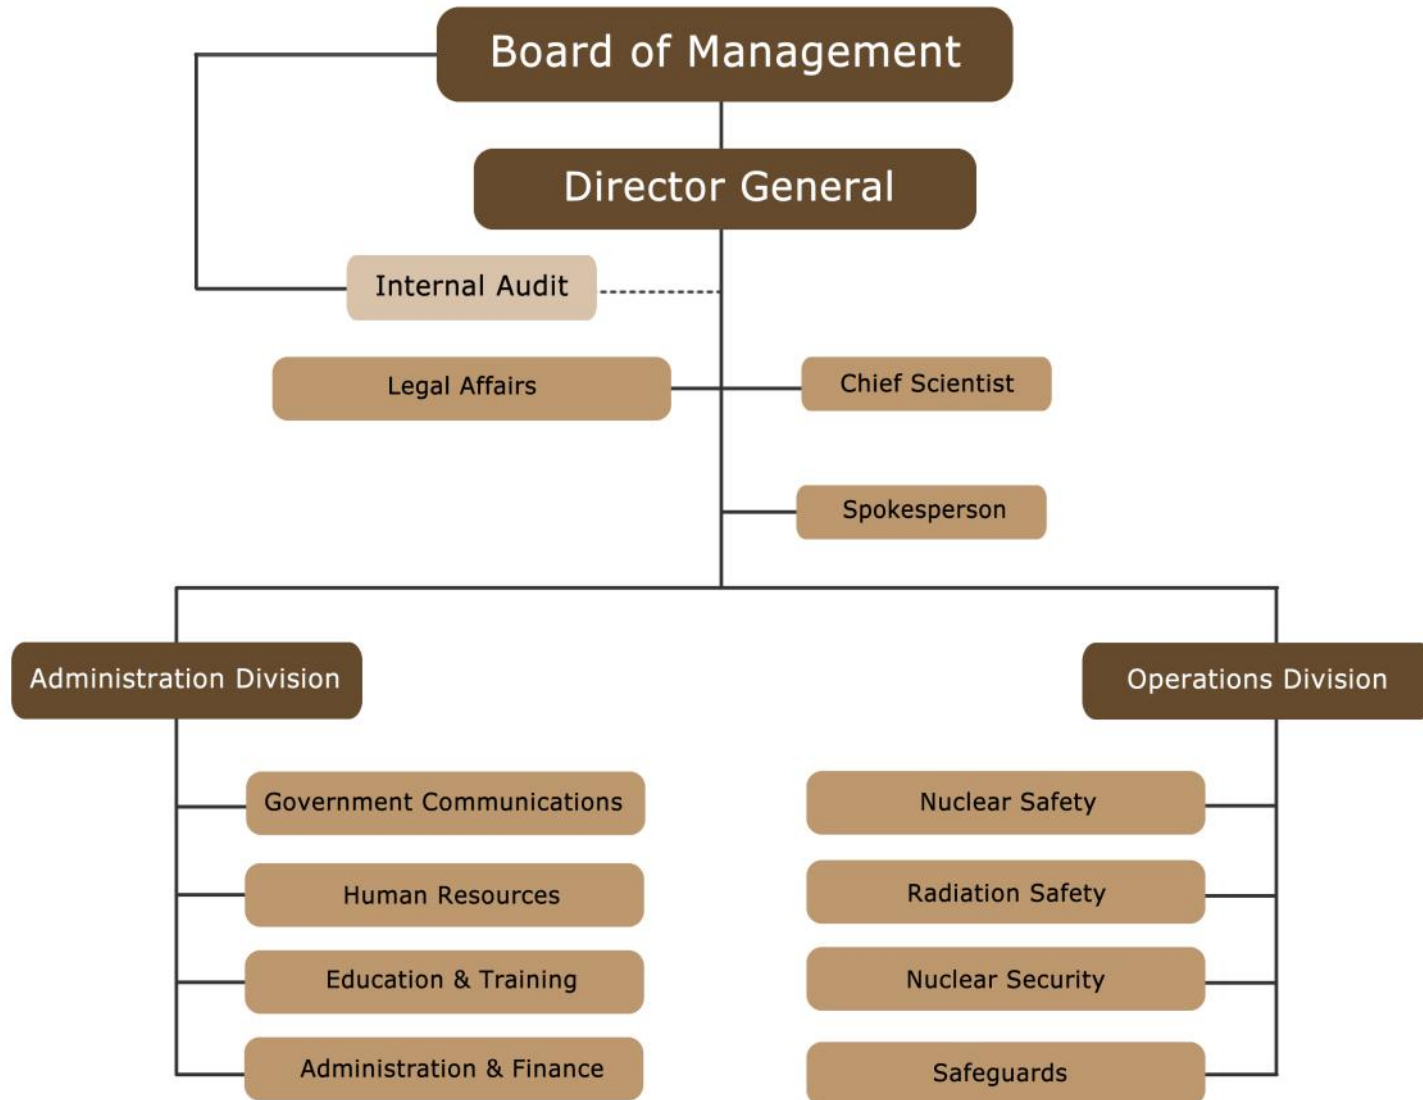 Board of Management
Director General
Internal Audit
Legal Affairs
Chief Scientist
Spokesperson
Administration Division
Operations Division
Government Communications
Nuclear Safety
Human Resources
Radiation Safety
Education & Training
Nuclear Security
Administration & Finance
Safeguards